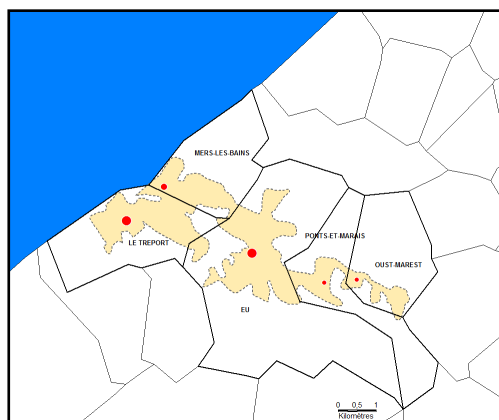 MERS-LES-BAINS
PONTS-ET-MARAIS
LE TREPORT
OUST-MAREST
EU
0 0,5 1
Kilomètres